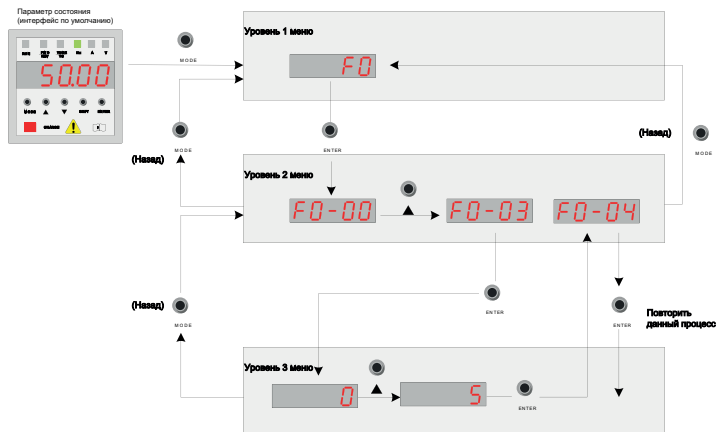 Параметр состояния
(интерфейс по умолчанию)
50.00
MODE
Уровень 1 меню
F0
MODE
ENTER
(Назад)
(Назад)
MODE
Уровень 2 меню
F0-00
F0-03
F0-04
(Назад)
MODE
ENTER
ENTER
Повторить
данный процесс
Уровень 3 меню
0
5
ENTER